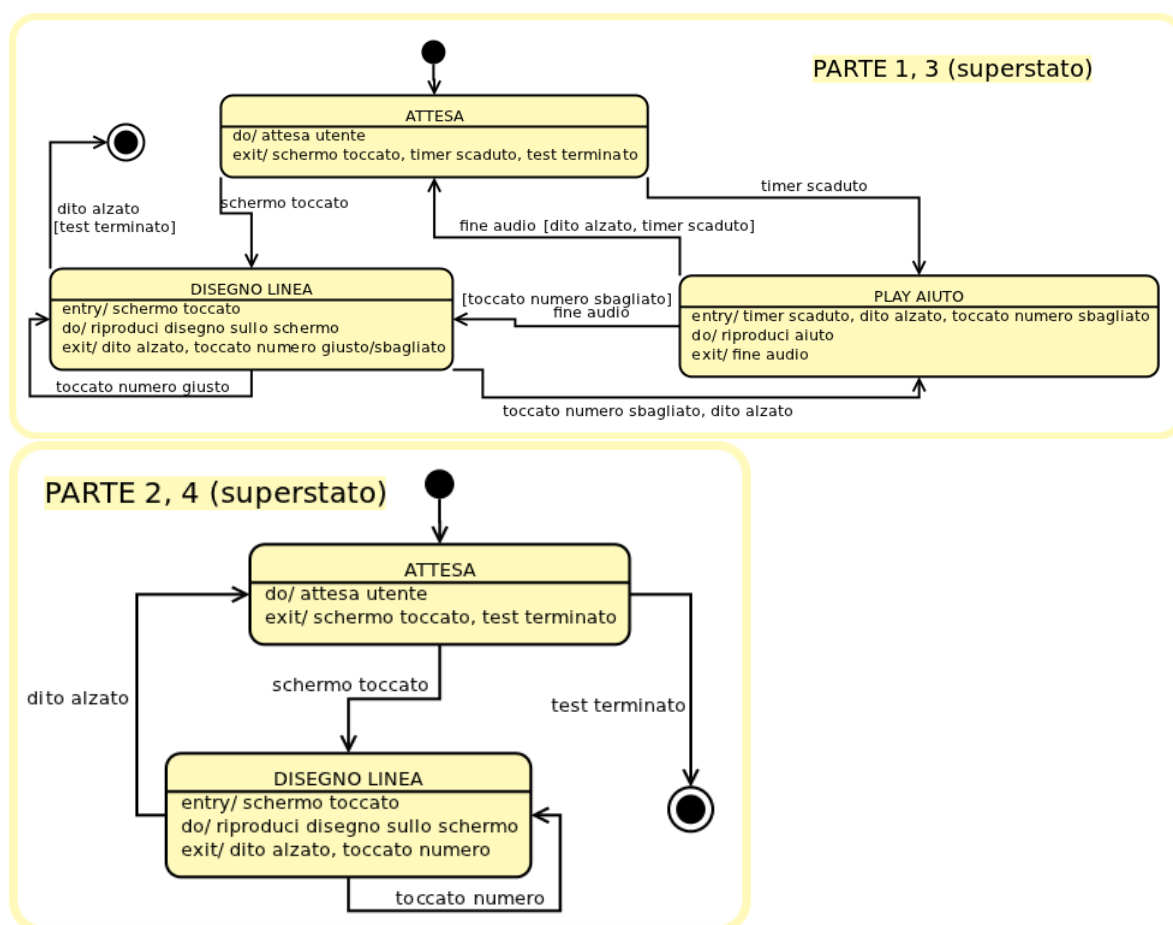 PARTE 1, 3 (superstato)
ATTESA
do/ attesa utente
exit/ schermo toccato, timer scaduto, test terminato
timer scaduto
schermo toccato
dito alzato
[test terminato]
fine audio [dito alzato, timer scaduto]
DISEGNO LINEA
entry/ schermo toccato
do/ riproduci disegno sullo schermo
exit/ dito alzato, toccato numero giusto/sbagliato
[toccato numero sbagliato]
fine audio
PLAY AIUTO
entry/ timer scaduto, dito alzato, toccato numero sbagliato
do/ riproduci aiuto
exit/ fine audio
toccato numero giusto
toccato numero sbagliato, dito alzato
PARTE 2, 4 (superstato)
ATTESA
do/ attesa utente
exit/ schermo toccato, test terminato
schermo toccato
dito alzato
test terminato
DISEGNO LINEA
entry/ schermo toccato
do/ riproduci disegno sullo schermo
exit/ dito alzato, toccato numero
toccato numero